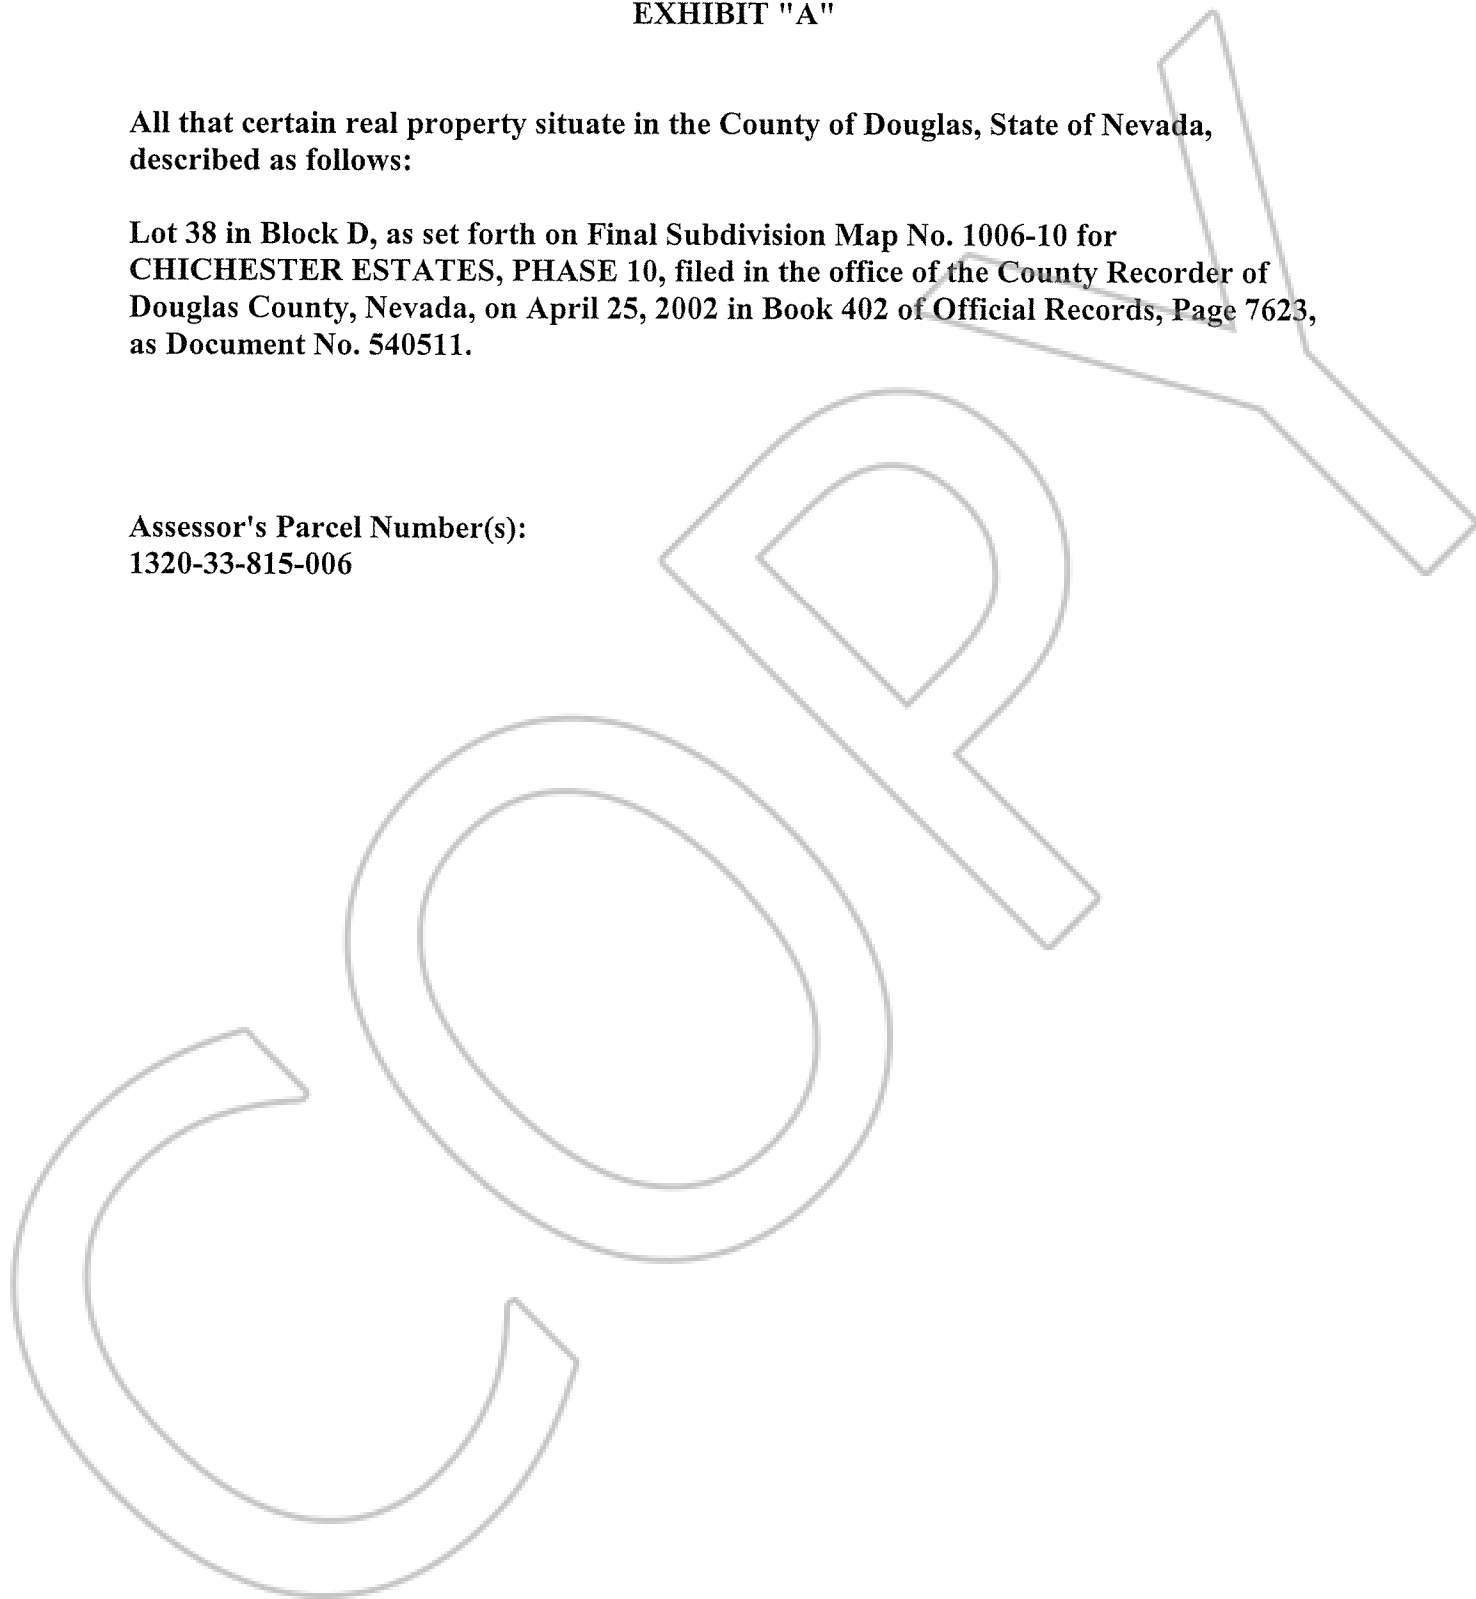 EXHIBIT "A"
All that certain real property situate in the County of Douglas, State of Nevada,
described as follows:
Lot 38 in Block D, as set forth on Final Subdivision Map No. 1006-10 for
CHICHESTER ESTATES, PHASE 10, filed in the office of the County Recorder of
Douglas County, Nevada, on April 25, 2002 in Book 402 of Official Records, Page 7623,
as Document No. 540511.
Assessor's Parcel Number(s):
1320-33-815-006
COPY